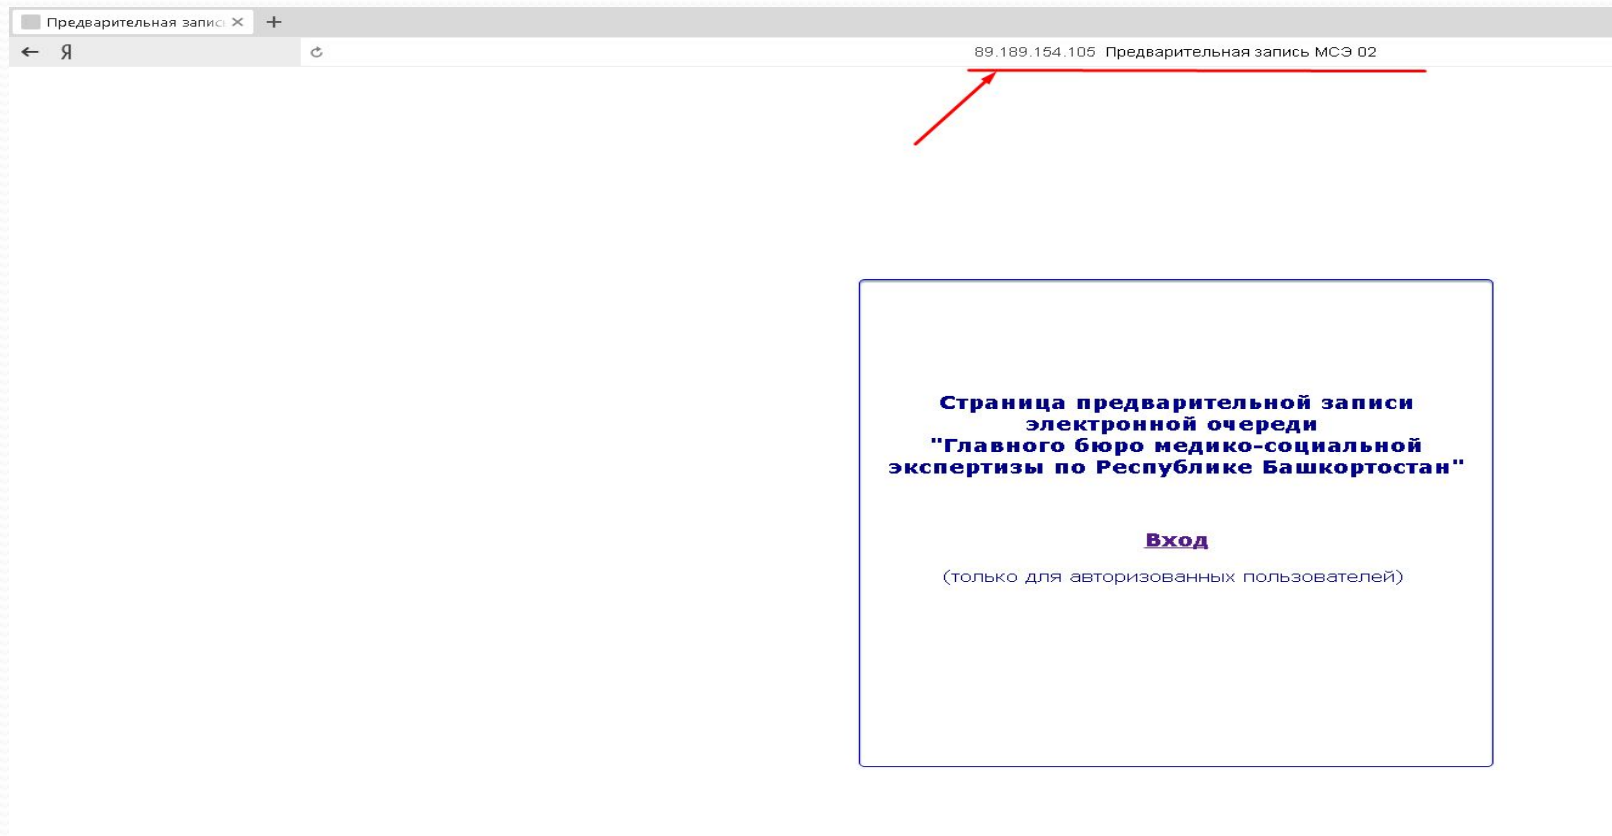 Предварительная запис
Я
89.189.154.105 Предварительная запись МСЭ 02
Страница предварительной записи
электронной очереди
"Главного бюро медико-социальной
экспертизы по Республике Башкортостан"
Вход
(только для авторизованных пользователей)